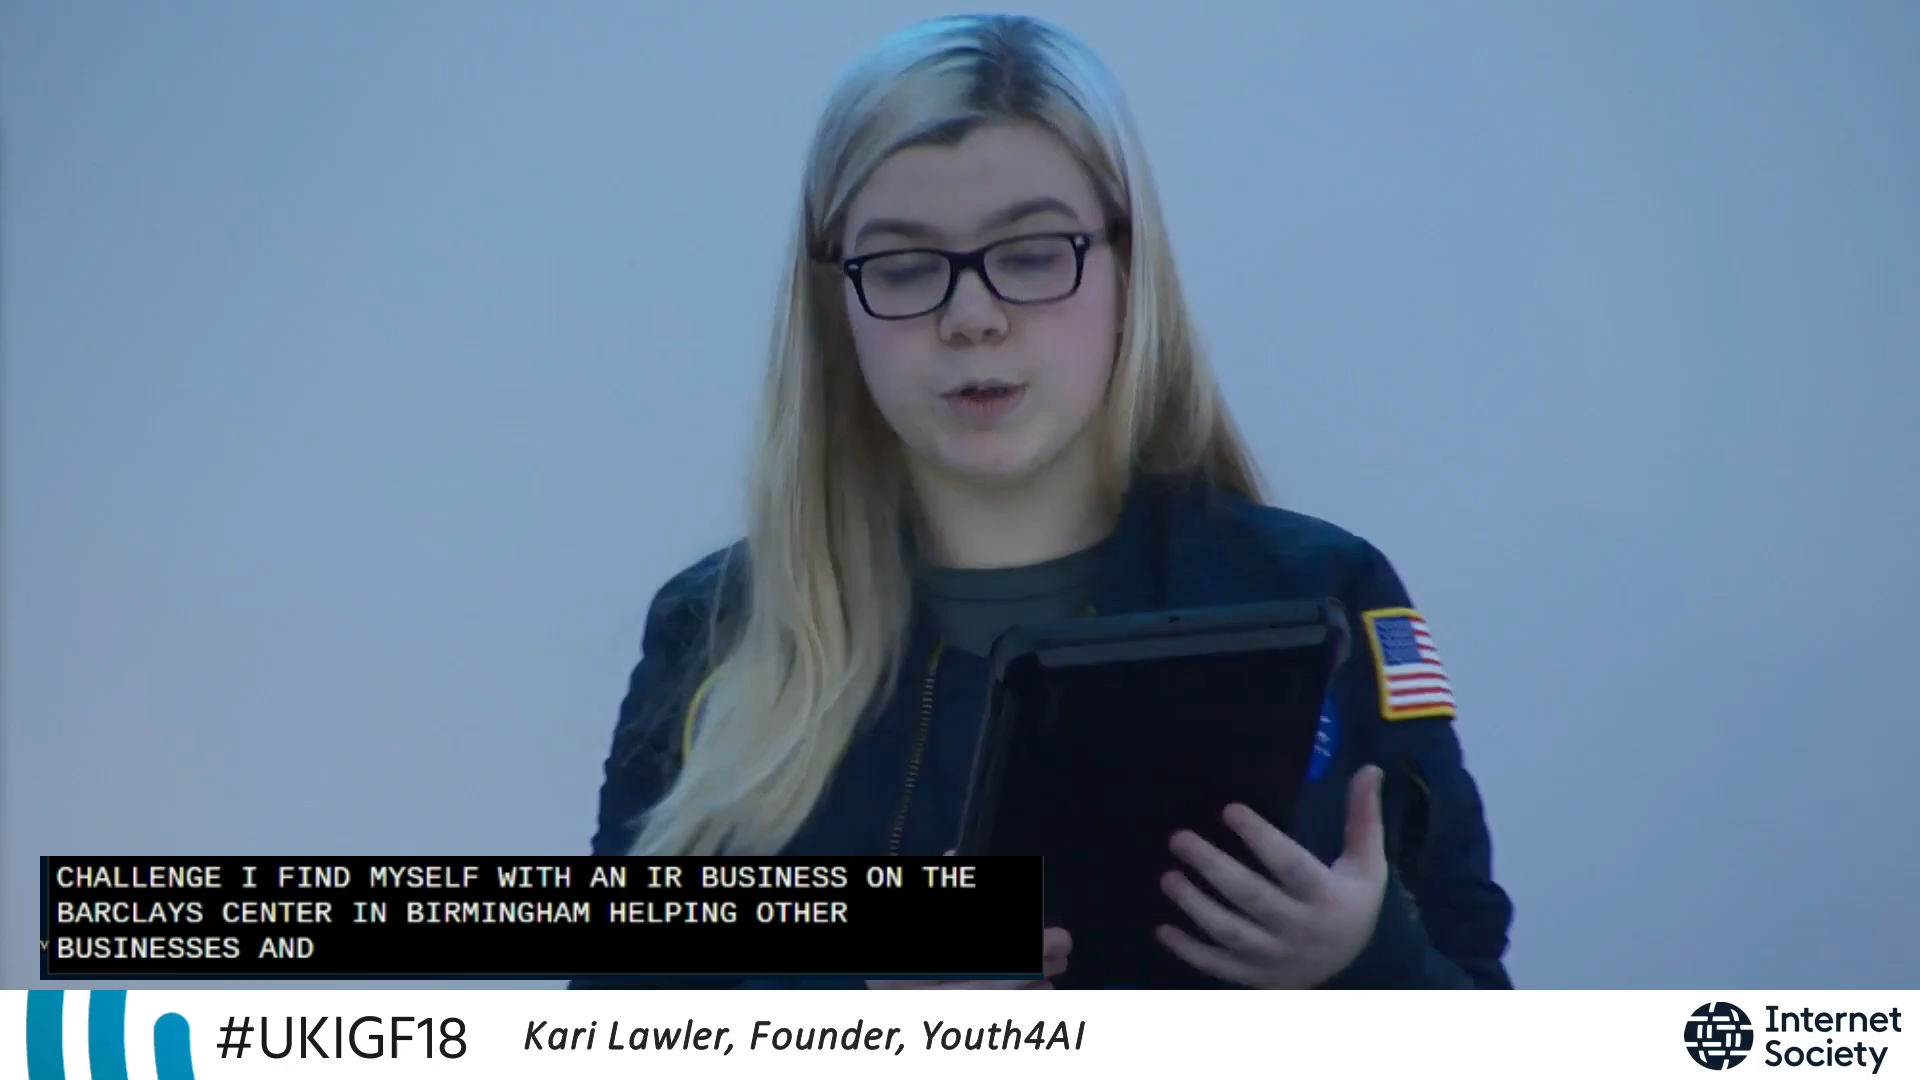 CHALLENGE I FIND MYSELF WITH AN IR BUSINESS ON THE
BARCLAYS CENTER IN BIRMINGHAM HELPING OTHER
BUSINESSES AND
#UKIGF18
Kari Lawler, Founder, Youth4AI
Internet
Society